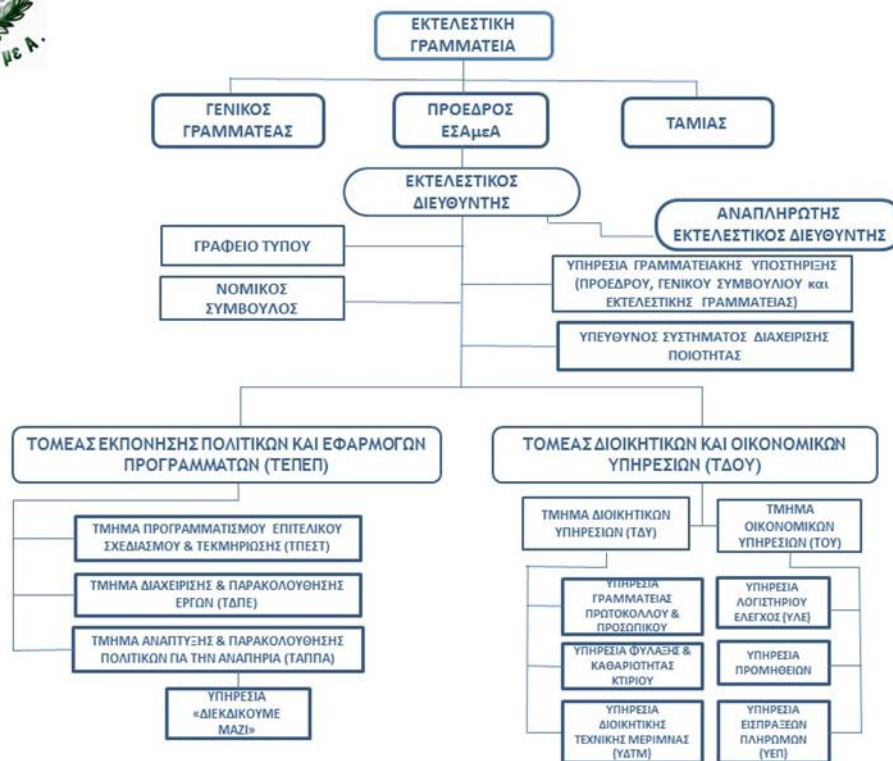 με Α.
ΕΚΤΕΛΕΣΤΙΚΗ
ΓΡΑΜΜΑΤΕΙΑ
ΓΕΝΙΚΟΣ
ΓΡΑΜΜΑΤΕΑΣ
ΠΡΟΕΔΡΟΣ
ΕΣΑμεΑ
ΤΑΜΙΑΣ
ΕΚΤΕΛΕΣΤΙΚΟΣ
ΔΙΕΥΘΥΝΤΗΣ
ΑΝΑΠΛΗΡΩΤΗΣ
ΕΚΤΕΛΕΣΤΙΚΟΣ ΔΙΕΥΘΥΝΤΗΣ
ΓΡΑΦΕΙΟ ΤΥΠΟΥ
ΥΠΗΡΕΣΙΑ ΓΡΑΜΜΑΤΕΙΑΚΗΣ ΥΠΟΣΤΗΡΙΞΗΣ
(ΠΡΟΕΔΡΟΥ, ΓΕΝΙΚΟΥ ΣΥΜΒΟΥΛΙΟΥ και
ΕΚΤΕΛΕΣΤΙΚΗΣ ΓΡΑΜΜΑΤΕΙΑΣ)
ΝΟΜΙΚΟΣ
ΣΥΜΒΟΥΛΟΣ
ΥΠΕΥΘΥΝΟΣ ΣΥΣΤΗΜΑΤΟΣ ΔΙΑΧΕΙΡΙΣΗΣ
ΠΟΙΟΤΗΤΑΣ
ΤΟΜΕΑΣ ΕΚΠΟΝΗΣΗΣ ΠΟΛΙΤΙΚΩΝ ΚΑΙ ΕΦΑΡΜΟΓΩΝ
ΠΡΟΓΡΑΜΜΑΤΩΝ (ΤΕΠΕΠ)
ΤΜΗΜΑ ΠΡΟΓΡΑΜΜΑΤΙΣΜΟΥ ΕΠΙΤΕΛΙΚΟΥ
ΣΧΕΔΙΑΣΜΟΥ & ΤΕΚΜΗΡΙΩΣΗΣ (ΤΠΕΣΤ)
ΤΜΗΜΑ ΔΙΑΧΕΙΡΙΣΗΣ & ΠΑΡΑΚΟΛΟΥΘΗΣΗΣ
ΕΡΓΩΝ (ΤΔΠΕ)
ΤΜΗΜΑ ΑΝΑΠΤΥΞΗΣ & ΠΑΡΑΚΟΛΟΥΘΗΣΗΣ
ΠΟΛΙΤΙΚΩΝ ΓΙΑ ΤΗΝ ΑΝΑΠΗΡΙΑ (ΤΑΠΠΑ)
ΥΠΗΡΕΣΙΑ
«ΔΙΕΚΔΙΚΟΥΜΕ
ΜΑΖΙ»
ΤΟΜΕΑΣ ΔΙΟΙΚΗΤΙΚΩΝ ΚΑΙ ΟΙΚΟΝΟΜΙΚΩΝ
ΥΠΗΡΕΣΙΩΝ (ΤΔΟΥ)
ΤΜΗΜΑ ΔΙΟΙΚΗΤΙΚΩΝ
ΥΠΗΡΕΣΙΩΝ (ΤΔΥ)
ΤΜΗΜΑ
ΟΙΚΟΝΟΜΙΚΩΝ
ΥΠΗΡΕΣΙΩΝ (ΤΟΥ)
ΥΠΗΡΕΣΙΑ
ΓΡΑΜΜΑΤΕΙΑΣ
ΠΡΩΤΟΚΟΛΛΟΥ &
ΠΡΟΣΩΠΙΚΟΥ
ΥΠΗΡΕΣΙΑ
ΛΟΓΙΣΤΗΡΙΟΥ
ΕΛΕΓΧΟΣ (ΥΛΕ)
ΥΠΗΡΕΣΙΑ ΦΥΛΑΞΗΣ &
ΚΑΘΑΡΙΟΤΗΤΑΣ
ΚΤΙΡΙΟΥ
ΥΠΗΡΕΣΙΑ
ΠΡΟΜΗΘΕΙΩΝ
ΥΠΗΡΕΣΙΑ
ΔΙΟΙΚΗΤΙΚΗΣ
ΤΕΧΝΙΚΗΣ ΜΕΡΙΜΝΑΣ
(ΥΔΤΜ)
ΥΠΗΡΕΣΙΑ
ΕΙΣΠΡΑΞΕΩΝ
ΠΛΗΡΩΜΩΝ
(ΥΕΠ)